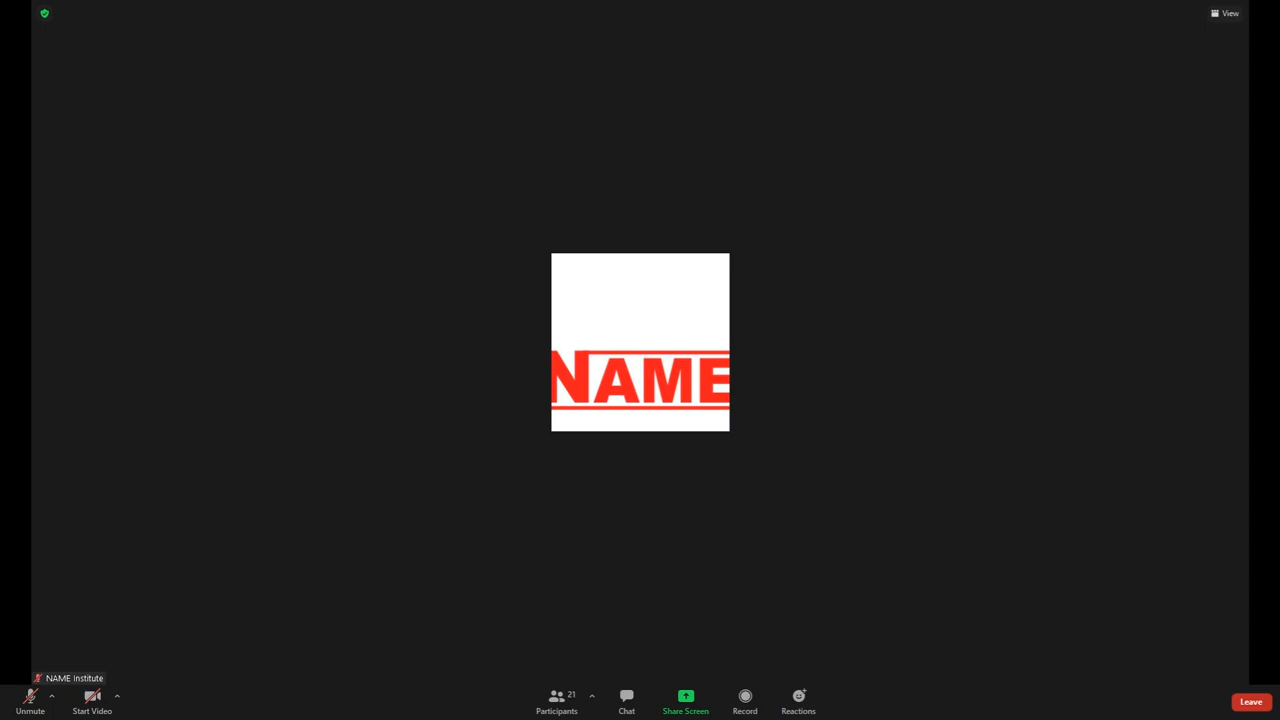 View
NAME
NAME Institute
Unmute
Start Video
21
Participants
Chat
Share Screen
Record
Reactions
Leave